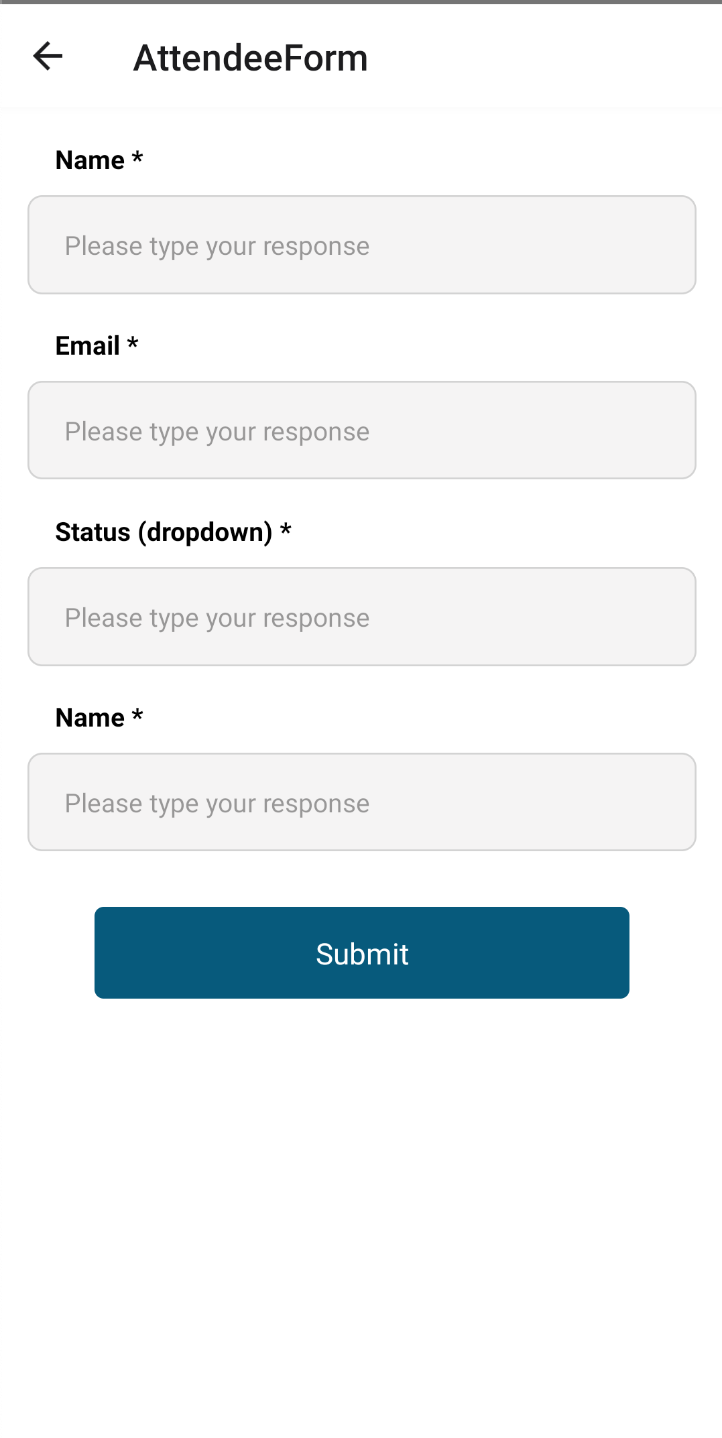 AttendeeForm
Name *
Please type your response
Email *
Please type your response
Status (dropdown) *
Please type your response
Name *
Please type your response
Submit